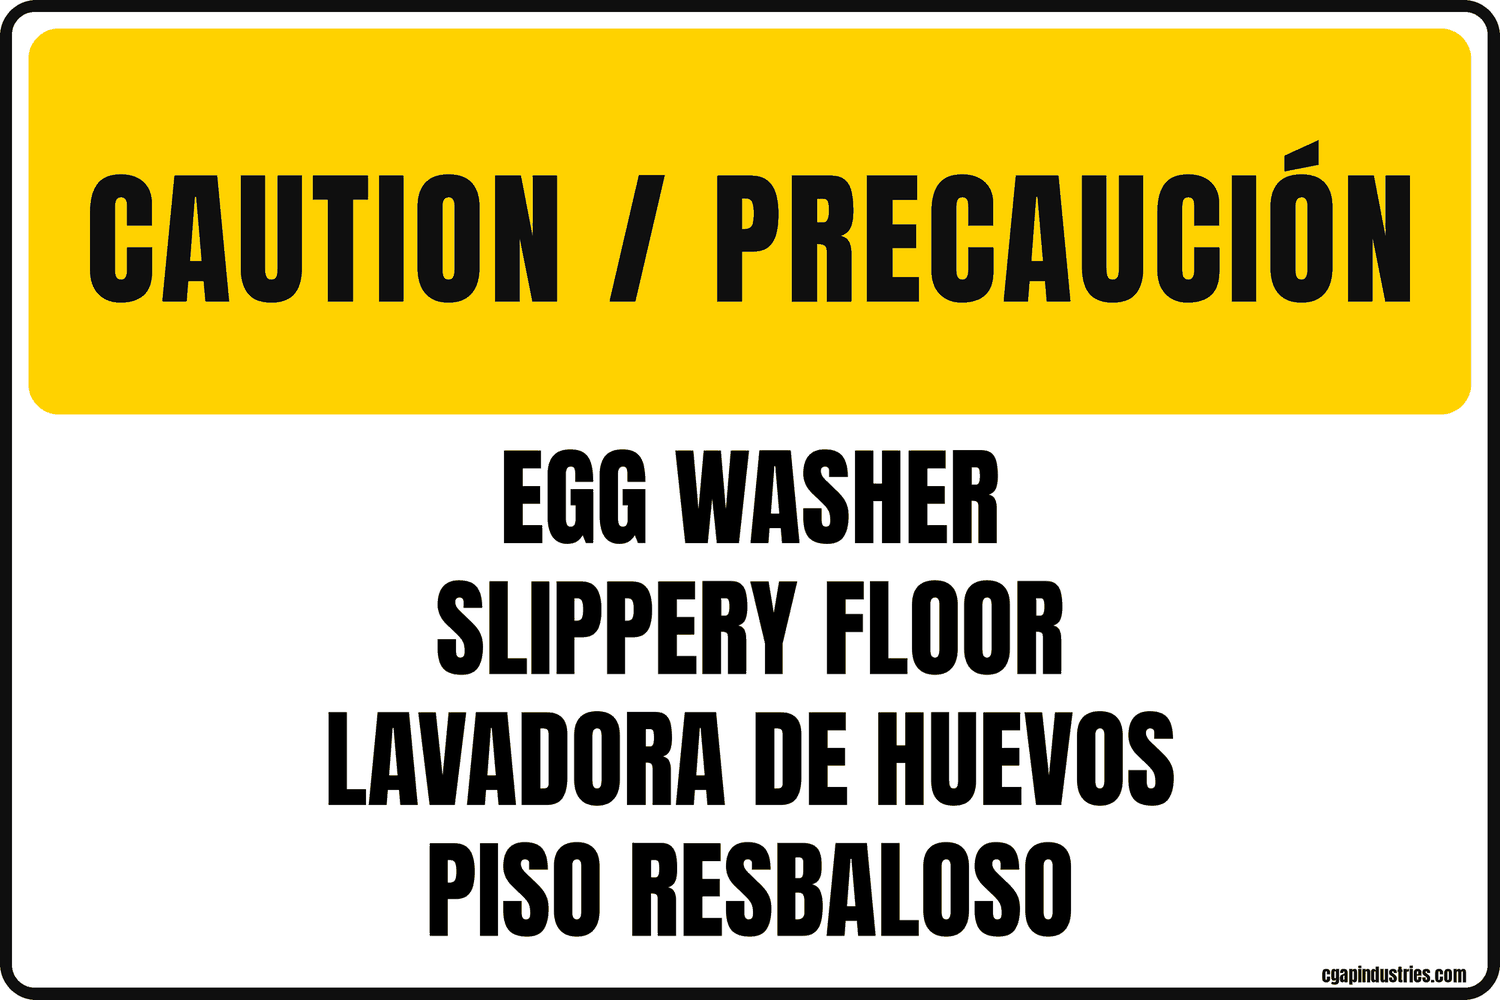 CAUTION / PRECAUCIÓN
EGG WASHER
SLIPPERY FLOOR
LAVADORA DE HUEVOS
PISO RESBALOSO
cgapindustries.com